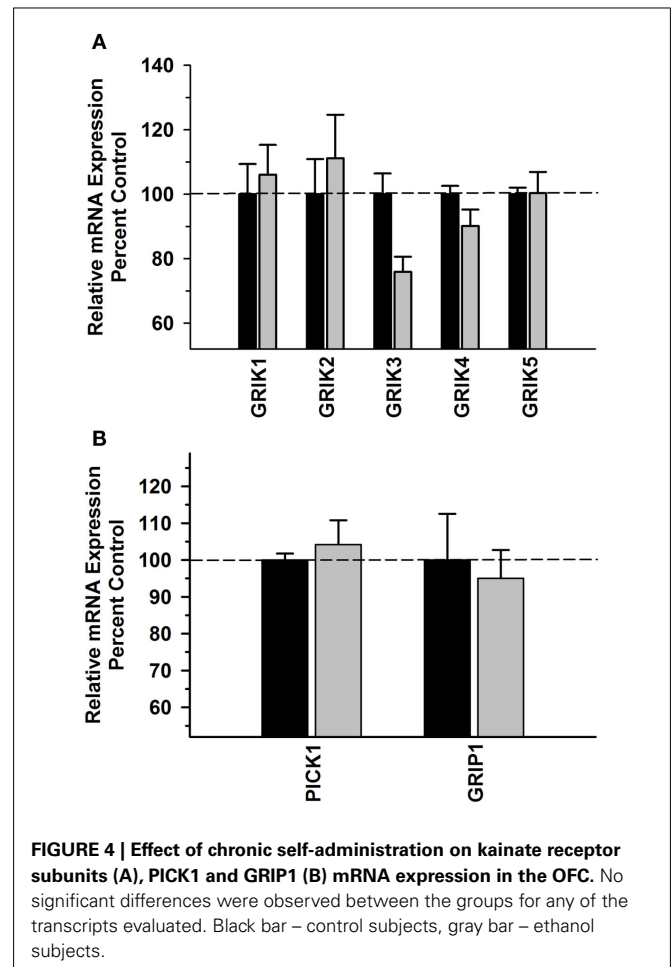 A
Relative mRNA Expression
Percent Control
140
120
100
80
60
GRIK1
GRIK2
GRIK3
GRIK4
GRIK5
B
Relative mRNA Expression
Percent Control
120
110
100
90
80
70
60
PICK1
GRIP1
FIGURE 4 | Effect of chronic self-administration on kainate receptor
subunits (A), PICK1 and GRIP1 (B) mRNA expression in the OFC. No
significant differences were observed between the groups for any of the
transcripts evaluated. Black bar – control subjects, gray bar – ethanol
subjects.